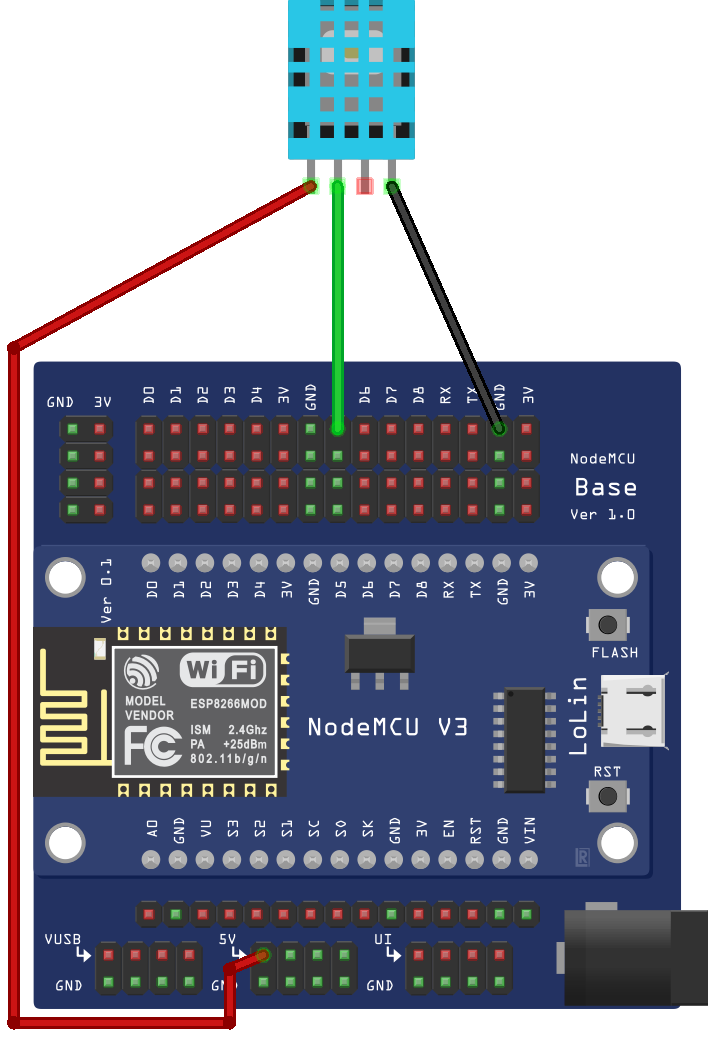 GND 3V D0 D1 D2 D3 D4 3V GND D6 D7 D8 RX TX GND 3V
NodeMCU
Base
Ver 1.0
Ver 0.1
D0 D1 D2 D3 D4 3V GND D5 D6 D7 D8 RX TX GND 3V
FLASH
WiFi
MODEL
VENDOR
ESP8266MOD
FC
ISM 2.4Ghz
PA +25dBm
802.11b/g/n
NodeMCU V3
LoLin
RST
A0 GND VU S3 S2 S1 SC S0 SK GND 3V EN RST GND VIN
VUSB 5V UI
GND GND GND